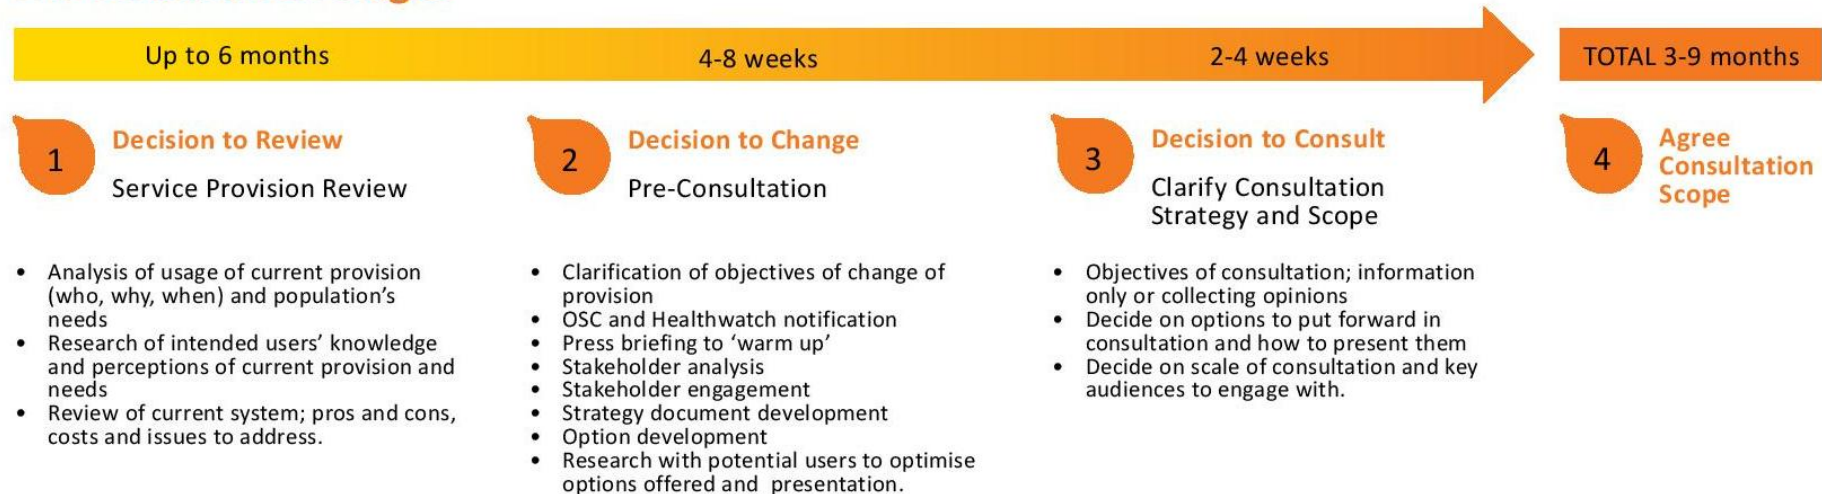 Up to 6 months
4-8 weeks
2-4 weeks
TOTAL 3-9 months
1
Decision to Review
Service Provision Review
• Analysis of usage of current provision
(who, why, when) and population's
needs
• Research of intended users' knowledge
and perceptions of current provision and
needs
• Review of current system; pros and cons,
costs and issues to address.
2
Decision to Change
Pre-Consultation
• Clarification of objectives of change of
provision
• OSC and Healthwatch notification
• Press briefing to 'warm up'
• Stakeholder analysis
• Stakeholder engagement
• Strategy document development
• Option development
• Research with potential users to optimise
options offered and presentation.
3
Decision to Consult
Clarify Consultation
Strategy and Scope
• Objectives of consultation; information
only or collecting opinions
• Decide on options to put forward in
consultation and how to present them
• Decide on scale of consultation and key
audiences to engage with.
4
Agree
Consultation
Scope